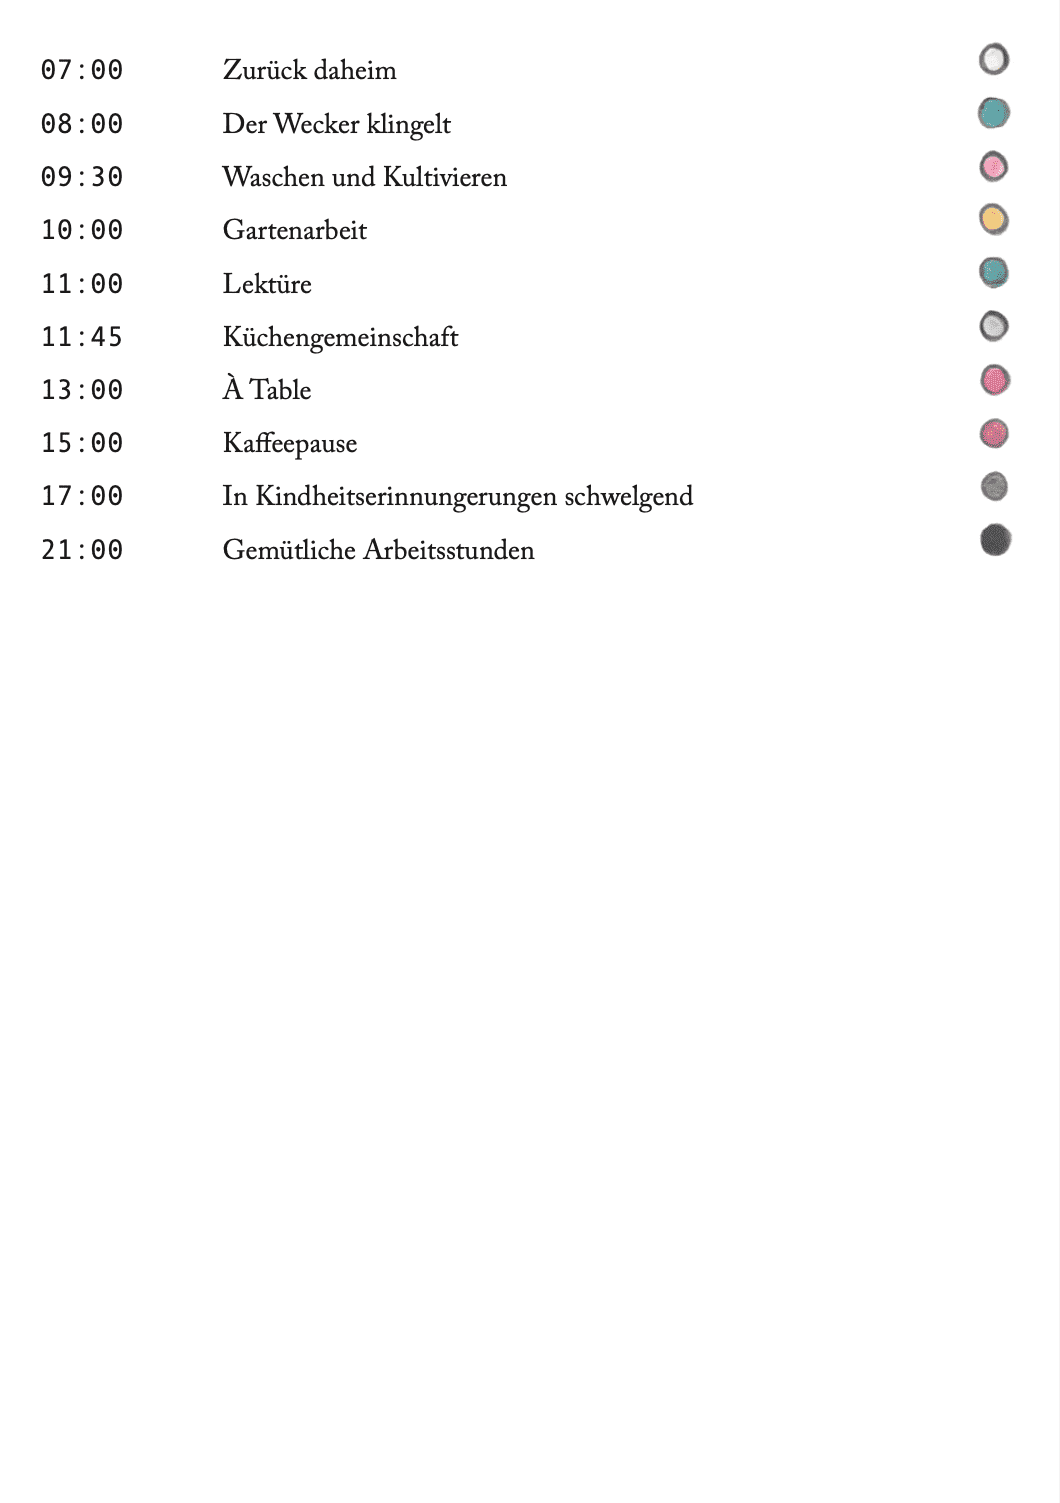 07:00 Zurück daheim
08:00 Der Wecker klingelt
09:30 Waschen und Kultivieren
10:00 Gartenarbeit
11:00 Lektüre
11:45 Küchengemeinschaft
13:00 À Table
15:00 Kaffeepause
17:00 In Kindheitserinnungerungen schwelgend
21:00 Gemütliche Arbeitsstunden